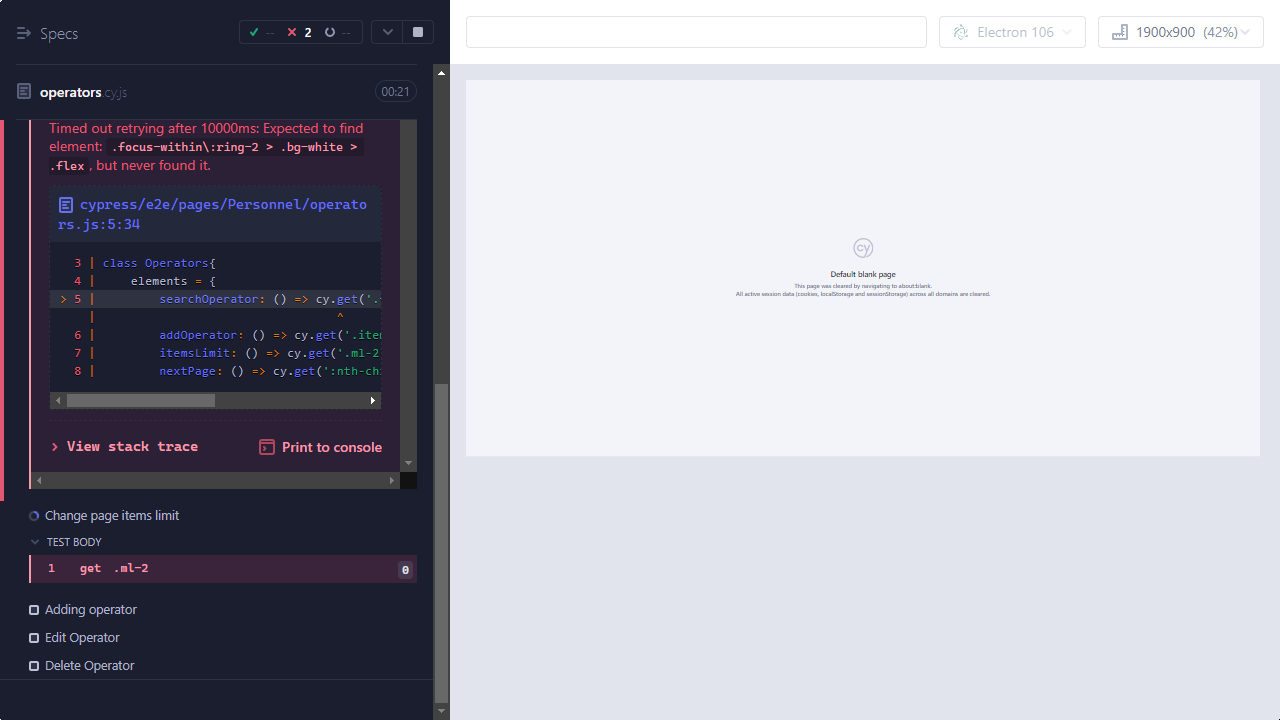 Specs
-- 2 --
Electron 106
1900x900 (42%)
operators.cy.js
00:21
Timed out retrying after 10000ms: Expected to find
element: .focus-within\:ring-2 > .bg-white >
.flex, but never found it.
cypress/e2e/pages/Personnel/operato
rs.js:5:34
3 | class Operators{
4 | elements = {
> 5 | searchOperator: () => cy.get('.
| ^
6 | addOperator: () => cy.get('.item
7 | itemsLimit: () => cy.get('.ml-2
8 | nextPage: () => cy.get(':nth-chi
View stack trace
Print to console
Change page items limit
TEST BODY
1 get .ml-2 0
Adding operator
Edit Operator
Delete Operator
cy
Default blank page
This page was cleared by navigating to about:blank.
All active session data (cookies, localStorage and sessionStorage) across all domains are cleared.